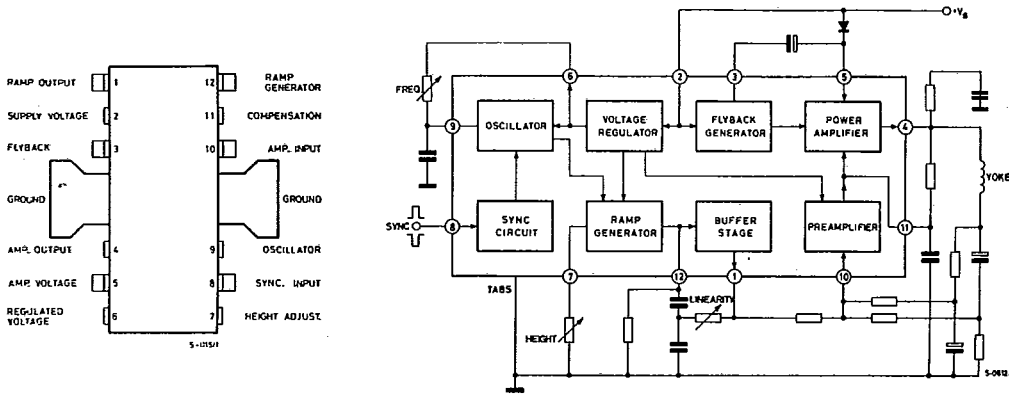 RAMP OUTPUT
1
12
RAMP
GENERATOR
SUPPLY VOLTAGE
2
11
COMPENSATION
FLYBACK
3
10
AMP. INPUT
GROUND
GROUND
AMP. OUTPUT
4
9
OSCILLATOR
AMP. VOLTAGE
5
8
SYNC. INPUT
REGULATED
VOLTAGE
6
7
HEIGHT ADJUST.
+Vs
6
2
3
5
FREQ.
9
OSCILLATOR
VOLTAGE-
REGULATOR
FLYBACK
GENERATOR
POWER
AMPLIFIER
4
YOKE
SYNC
8
SYNC
CIRCUIT
RAMP
GENERATOR
BUFFER
STAGE
PREAMPLIFIER
11
TABS
7
12
1
10
LINEARITY
HEIGHT